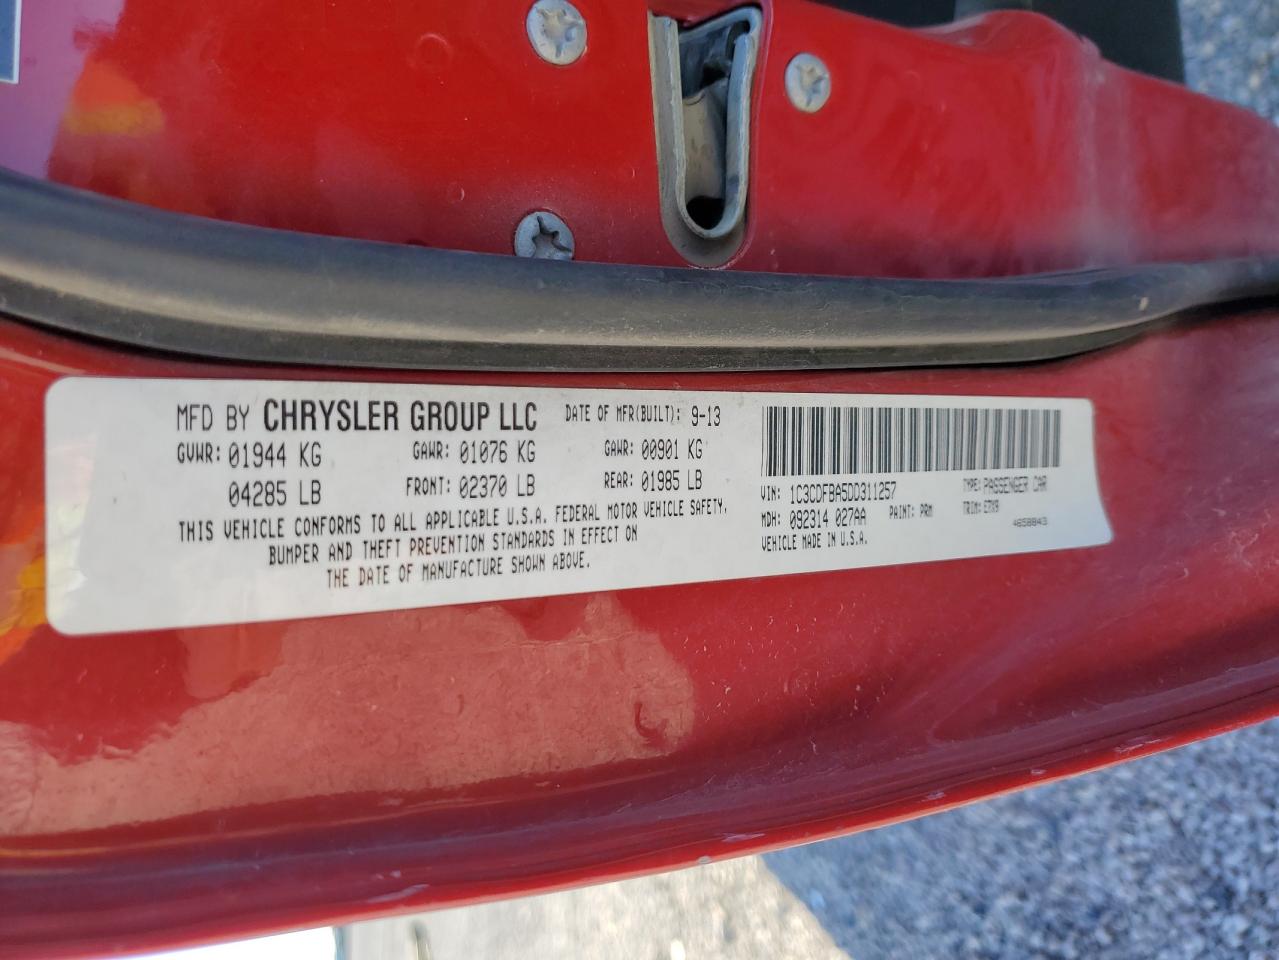 MFD BY CHRYSLER GROUP LLC DATE OF MFR(BUILT): 9-13
GVWR: 01944 KG GAWR: 01076 KG GAWR: 00901 KG
04285 LB FRONT: 02370 LB REAR: 01985 LB
THIS VEHICLE CONFORMS TO ALL APPLICABLE U.S.A. FEDERAL MOTOR VEHICLE SAFETY,
BUMPER AND THEFT PREVENTION STANDARDS IN EFFECT ON
THE DATE OF MANUFACTURE SHOWN ABOVE.
VIN: 1C3CDFBA5DD311257 TYPE: PASSENGER CAR
MDH: 092314 027AA PAINT: PRM TRIM: E7X9
VEHICLE MADE IN U.S.A. 4658843